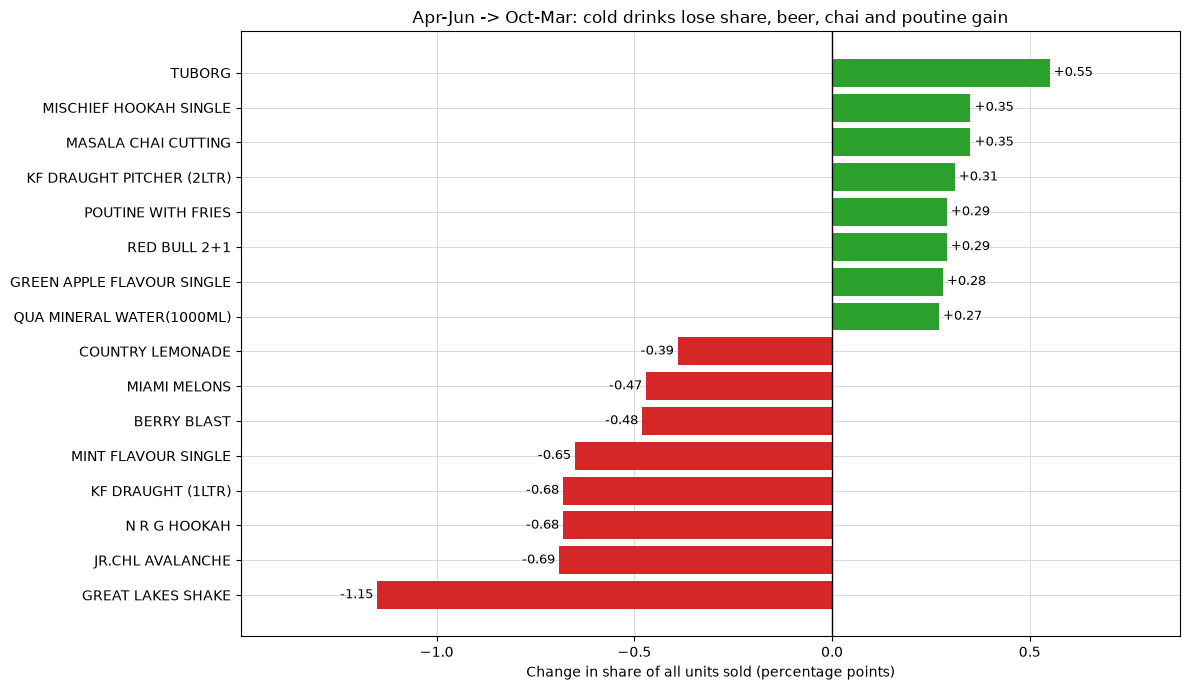 Apr-Jun -> Oct-Mar: cold drinks lose share, beer, chai and poutine gain
TUBORG +0.55
MISCHIEF HOOKAH SINGLE +0.35
MASALA CHAI CUTTING +0.35
KF DRAUGHT PITCHER (2LTR) +0.31
POUTINE WITH FRIES +0.29
RED BULL 2+1 +0.29
GREEN APPLE FLAVOUR SINGLE +0.28
QUA MINERAL WATER(1000ML) +0.27
COUNTRY LEMONADE -0.39
MIAMI MELONS -0.47
BERRY BLAST -0.48
MINT FLAVOUR SINGLE -0.65
KF DRAUGHT (1LTR) -0.68
N R G HOOKAH -0.68
JR.CHL AVALANCHE -0.69
GREAT LAKES SHAKE -1.15
−1.0 −0.5 0.0 0.5
Change in share of all units sold (percentage points)